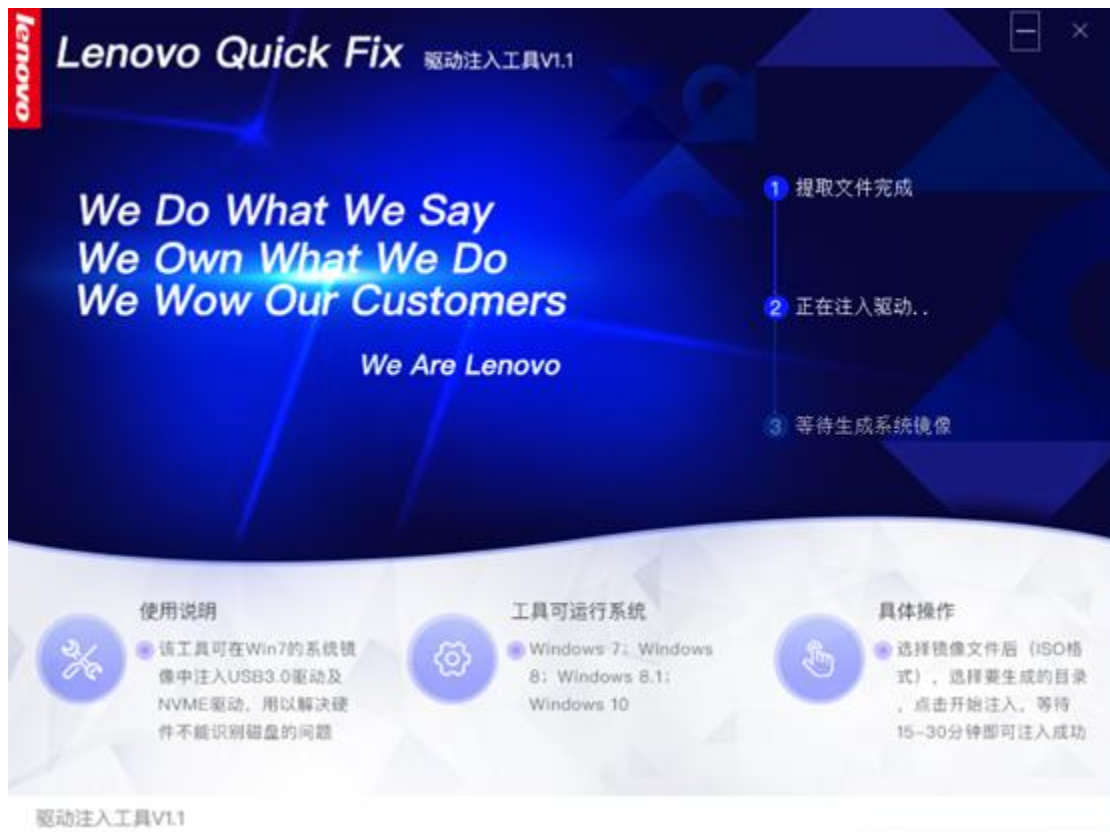 lenovo
Lenovo Quick Fix 驱动注入工具V1.1
We Do What We Say
We Own What We Do
We Wow Our Customers
We Are Lenovo
1 提取文件完成
2 正在注入驱动..
3 等待生成系统镜像
使用说明
该工具可在Win7的系统镜
像中注入USB3.0驱动及
NVME驱动，用以解决硬
件不能识别磁盘的问题
工具可运行系统
Windows 7；Windows
8；Windows 8.1；
Windows 10
具体操作
选择镜像文件后（ISO格
式），选择要生成的目录
，点击开始注入，等待
15-30分钟即可注入成功
驱动注入工具V1.1